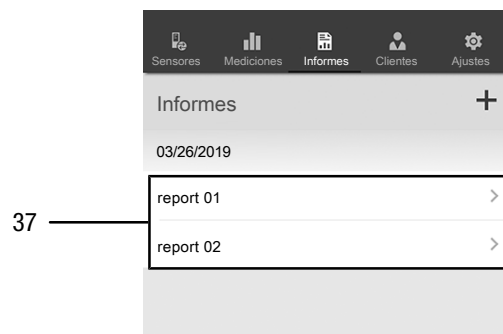 Sensores Mediciones Informes Clientes Ajustes
Informes +
03/26/2019
report 01 >
37
report 02 >